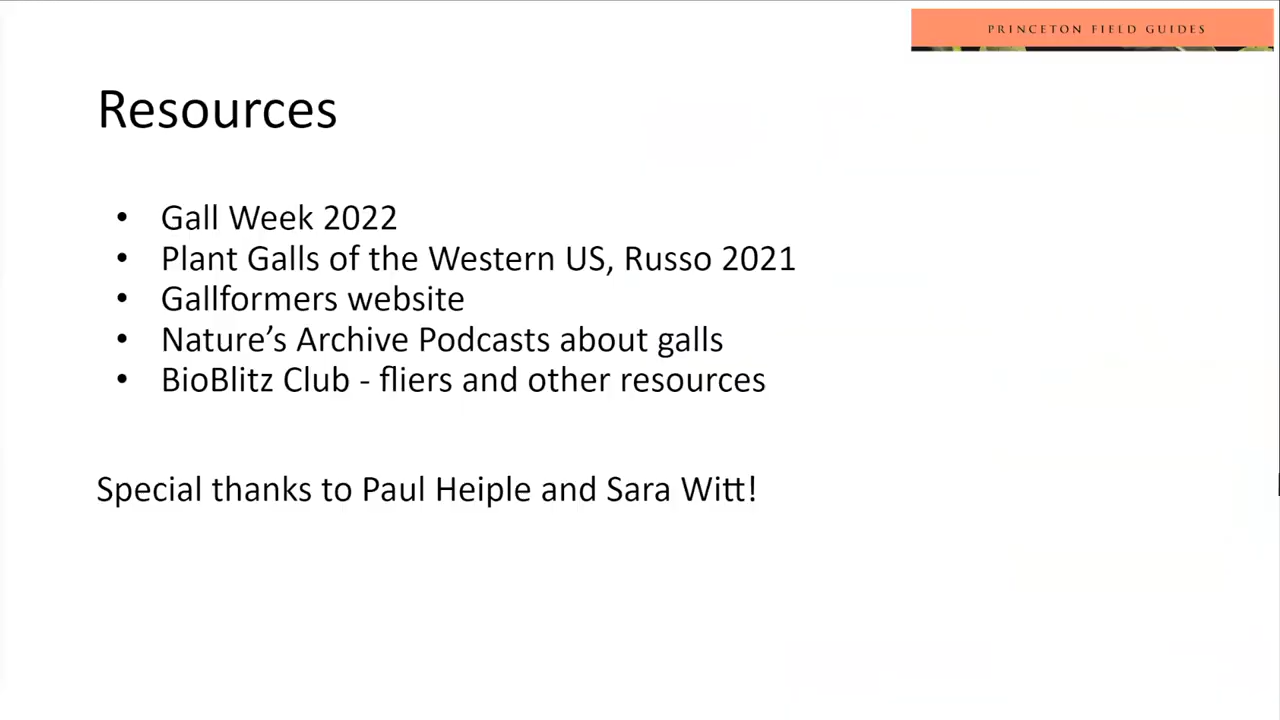 PRINCETON FIELD GUIDES
Resources
• Gall Week 2022
• Plant Galls of the Western US, Russo 2021
• Gallformers website
• Nature’s Archive Podcasts about galls
• BioBlitz Club - fliers and other resources
Special thanks to Paul Heiple and Sara Witt!